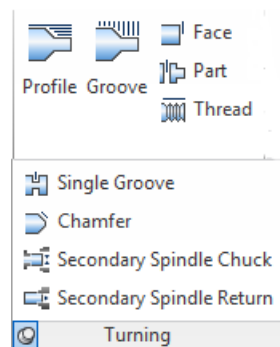 Profile Groove
Face
Part
Thread
Single Groove
Chamfer
Secondary Spindle Chuck
Secondary Spindle Return
Turning